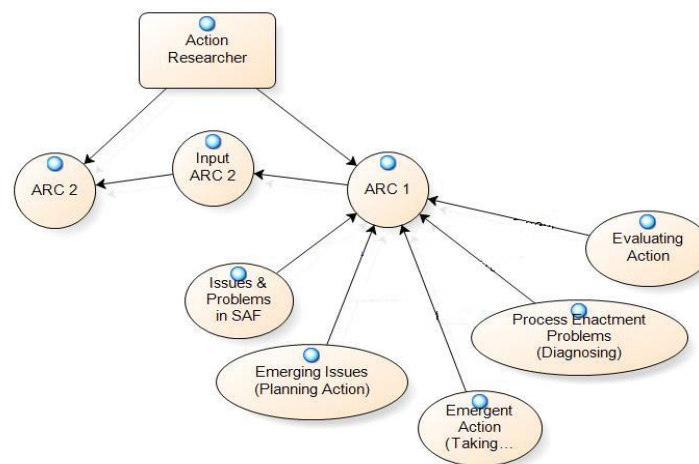 Action
Researcher
ARC 2
Input
ARC 2
ARC 1
Evaluating
Action
Issues &
Problems
in SAF
Process Enactment
Problems
(Diagnosing)
Emerging Issues
(Planning Action)
Emergent
Action
(Taking...